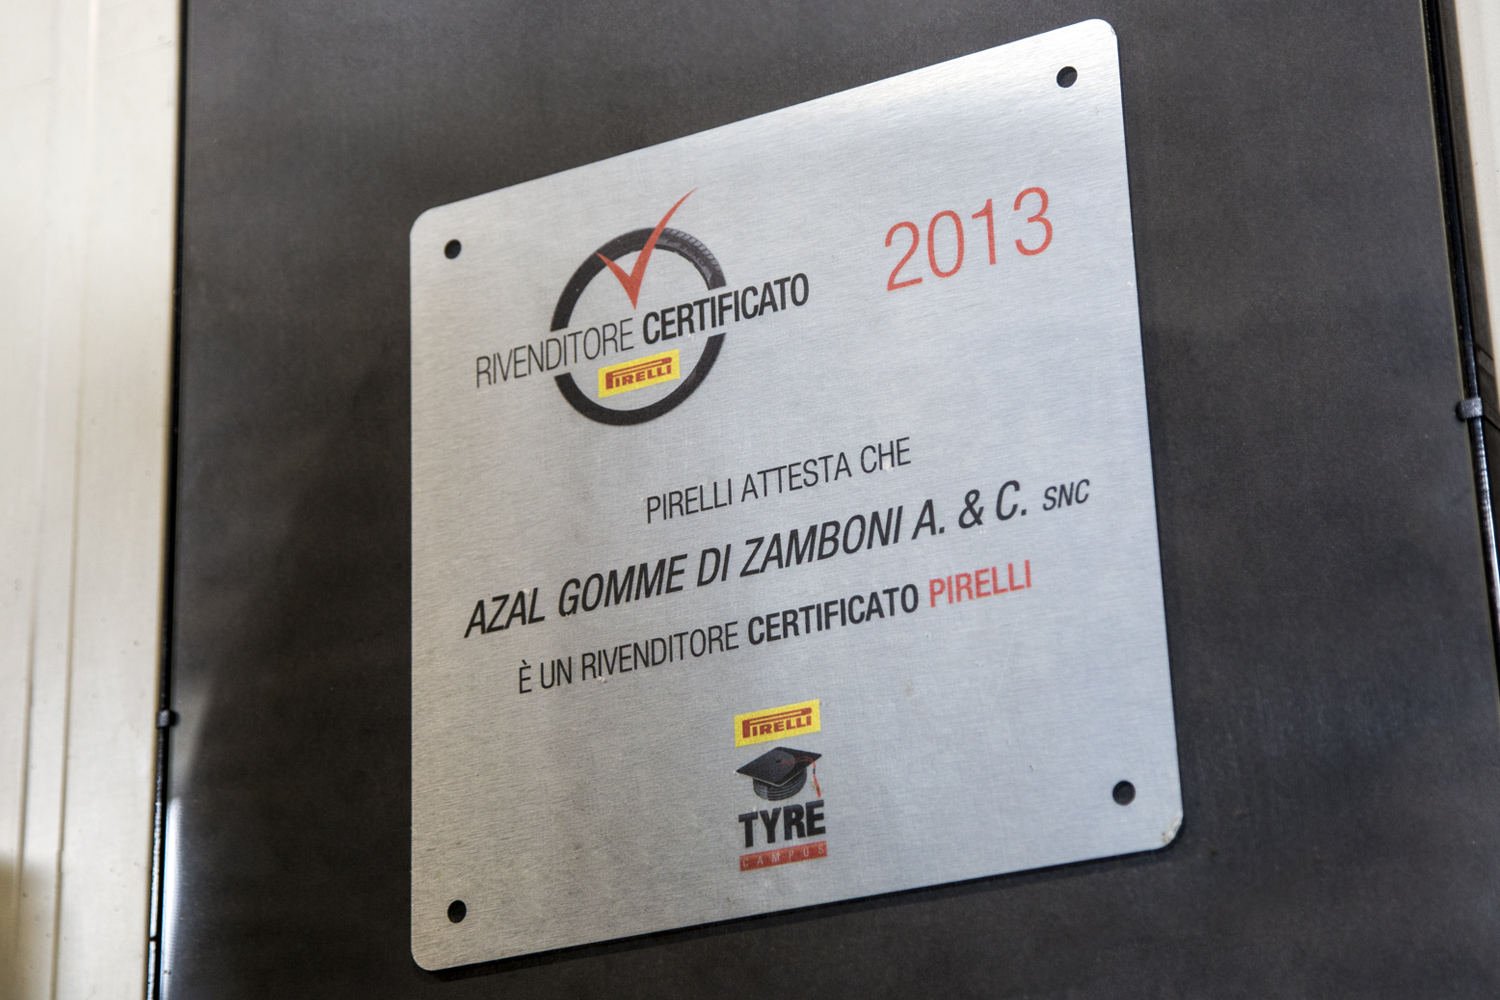 2013
RIVENDITORE CERTIFICATO
PIRELLI
PIRELLI ATTESTA CHE
AZAL GOMME DI ZAMBONI A. & C. SNC
È UN RIVENDITORE CERTIFICATO PIRELLI
PIRELLI
TYRE
CAMPUS